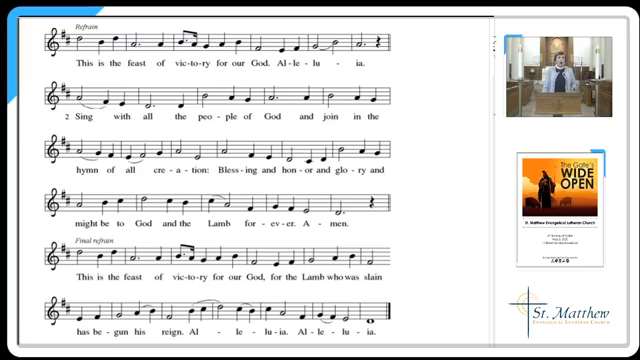 Refrain
This is the feast of vic - to - ry for our God. Al - le - lu - ia.
2 Sing with all the peo - ple of God and join in the
hymn of all cre - a - tion: Bless - ing and hon - or and glo - ry and
might be to God and the Lamb for - ev - er. A - men.
Final refrain
This is the feast of vic - to - ry for our God, for the Lamb who was slain
has be - gun his reign. Al - le - lu - ia. Al - le - lu - ia.
The Gate's
WIDE
OPEN
St. Matthew Evangelical Lutheran Church
St. Matthew
EVANGELICAL LUTHERAN CHURCH